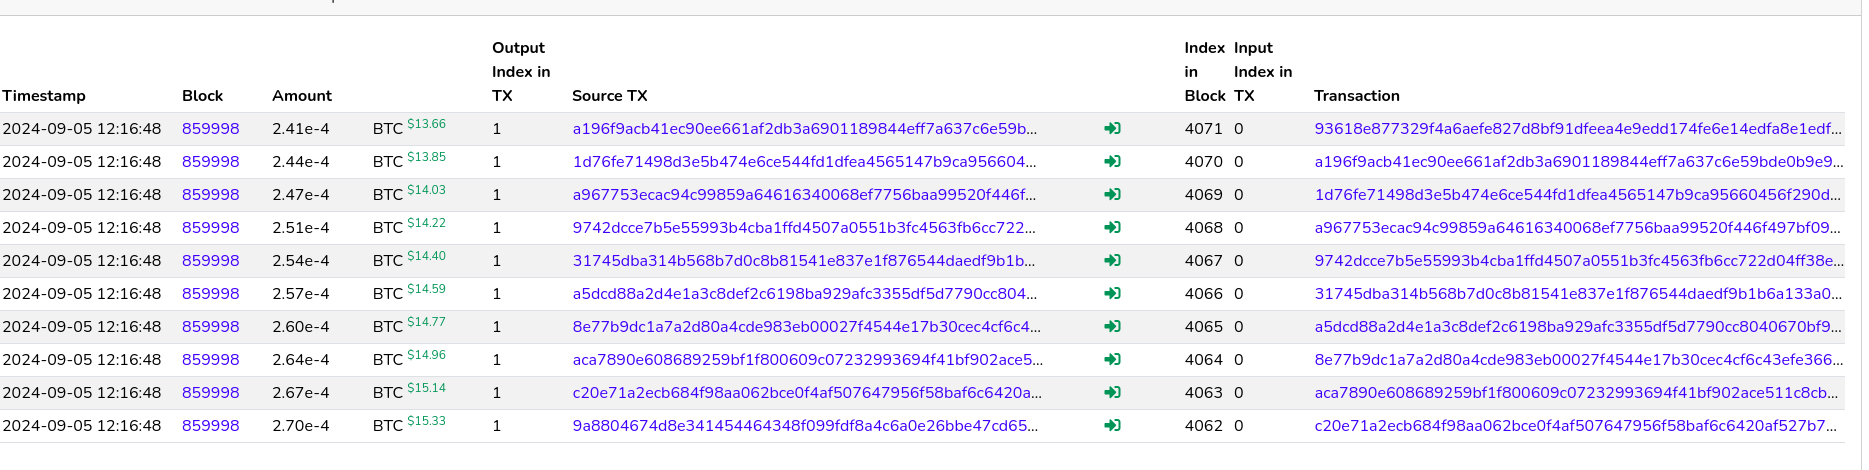 Timestamp Block Amount Output Index in TX Source TX Index in Block Input Index in TX Transaction
2024-09-05 12:16:48 859998 2.41e-4 BTC $13.66 1 a196f9acb41ec90ee661af2db3a6901189844eff7a637c6e59b... 4071 0 93618e877329f4a6aefe827d8bf91dfeea4e9edd174fe6e14edfa8e1edf...
2024-09-05 12:16:48 859998 2.44e-4 BTC $13.85 1 1d76fe71498d3e5b474e6ce544fd1dfea4565147b9ca956604... 4070 0 a196f9acb41ec90ee661af2db3a6901189844eff7a637c6e59bde0b9e9...
2024-09-05 12:16:48 859998 2.47e-4 BTC $14.03 1 a967753ecac94c99859a64616340068ef7756baa99520f446f... 4069 0 1d76fe71498d3e5b474e6ce544fd1dfea4565147b9ca95660456f290d...
2024-09-05 12:16:48 859998 2.51e-4 BTC $14.22 1 9742dcce7b5e55993b4cba1ffd4507a0551b3fc4563fb6cc722... 4068 0 a967753ecac94c99859a64616340068ef7756baa99520f446f497bf09...
2024-09-05 12:16:48 859998 2.54e-4 BTC $14.40 1 31745dba314b568b7d0c8b81541e837e1f876544daedf9b1b... 4067 0 9742dcce7b5e55993b4cba1ffd4507a0551b3fc4563fb6cc722d04ff38e...
2024-09-05 12:16:48 859998 2.57e-4 BTC $14.59 1 a5dcd88a2d4e1a3c8def2c6198ba929afc3355df5d7790cc804... 4066 0 31745dba314b568b7d0c8b81541e837e1f876544daedf9b1b6a133a0...
2024-09-05 12:16:48 859998 2.60e-4 BTC $14.77 1 8e77b9dc1a7a2d80a4cde983eb00027f4544e17b30cec4cf6c4... 4065 0 a5dcd88a2d4e1a3c8def2c6198ba929afc3355df5d7790cc8040670bf9...
2024-09-05 12:16:48 859998 2.64e-4 BTC $14.96 1 aca7890e608689259bf1f800609c07232993694f41bf902ace5... 4064 0 8e77b9dc1a7a2d80a4cde983eb00027f4544e17b30cec4cf6c43efe366...
2024-09-05 12:16:48 859998 2.67e-4 BTC $15.14 1 c20e71a2ecb684f98aa062bce0f4af507647956f58baf6c6420a... 4063 0 aca7890e608689259bf1f800609c07232993694f41bf902ace511c8cb...
2024-09-05 12:16:48 859998 2.70e-4 BTC $15.33 1 9a8804674d8e341454464348f099fdf8a4c6a0e26bbe47cd65... 4062 0 c20e71a2ecb684f98aa062bce0f4af507647956f58baf6c6420af527b7...